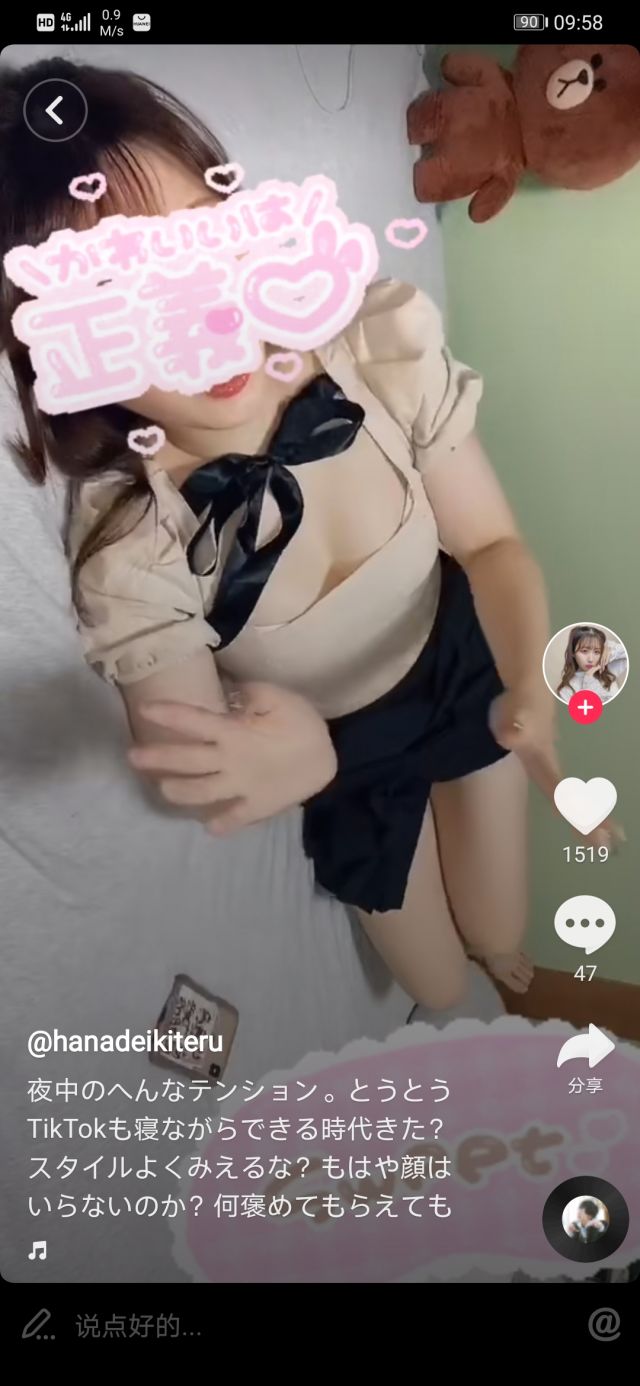 HD 4G 0.9 M/s HUAWEI 90 09:58
\かわいいは/
正義
1519
47
@hanadeikiteru
夜中のへんなテンション。とうとう
TikTokも寝ながらできる時代きた？
スタイルよくみえるな？もはや顔は
いらないのか？何褒めてもらえても
分享
Sweet
说点好的...
@